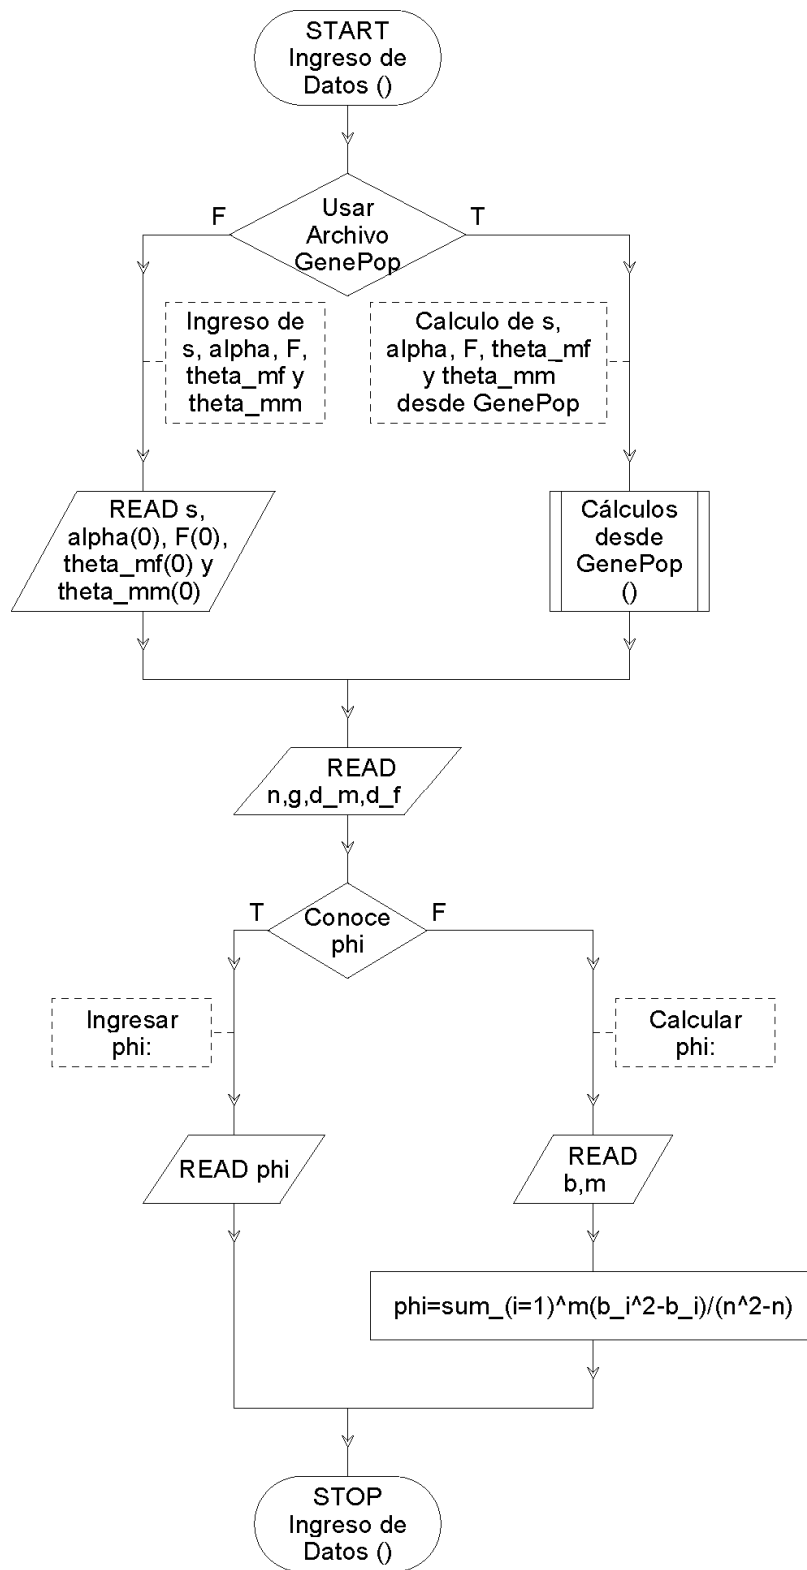 START
Ingreso de
Datos ()
F
Usar
Archivo
GenePop
T
Ingreso de
s, alpha, F,
theta_mf y
theta_mm
Calculo de s,
alpha, F, theta_mf
y theta_mm
desde GenePop
READ s,
alpha(0), F(0),
theta_mf(0) y
theta_mm(0)
Cálculos
desde
GenePop
()
READ
n,g,d_m,d_f
T
Conoce
phi
F
Ingresar
phi:
Calcular
phi:
READ phi
READ
b,m
phi=sum_(i=1)^m(b_i^2-b_i)/(n^2-n)
STOP
Ingreso de
Datos ()